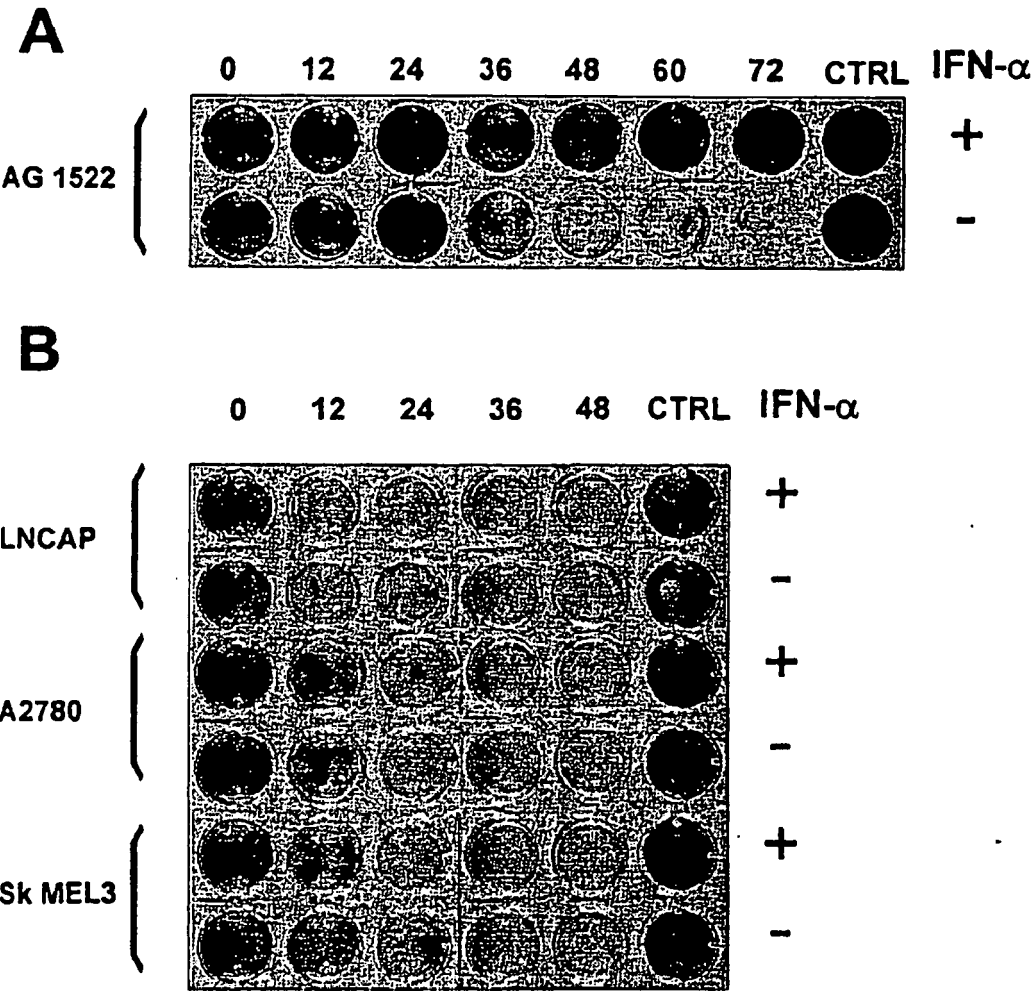 A
0 12 24 36 48 60 72 CTRL IFN-α
AG 1522
+
-
B
0 12 24 36 48 CTRL IFN-α
LNCAP
+
-
A2780
+
-
Sk MEL3
+
-